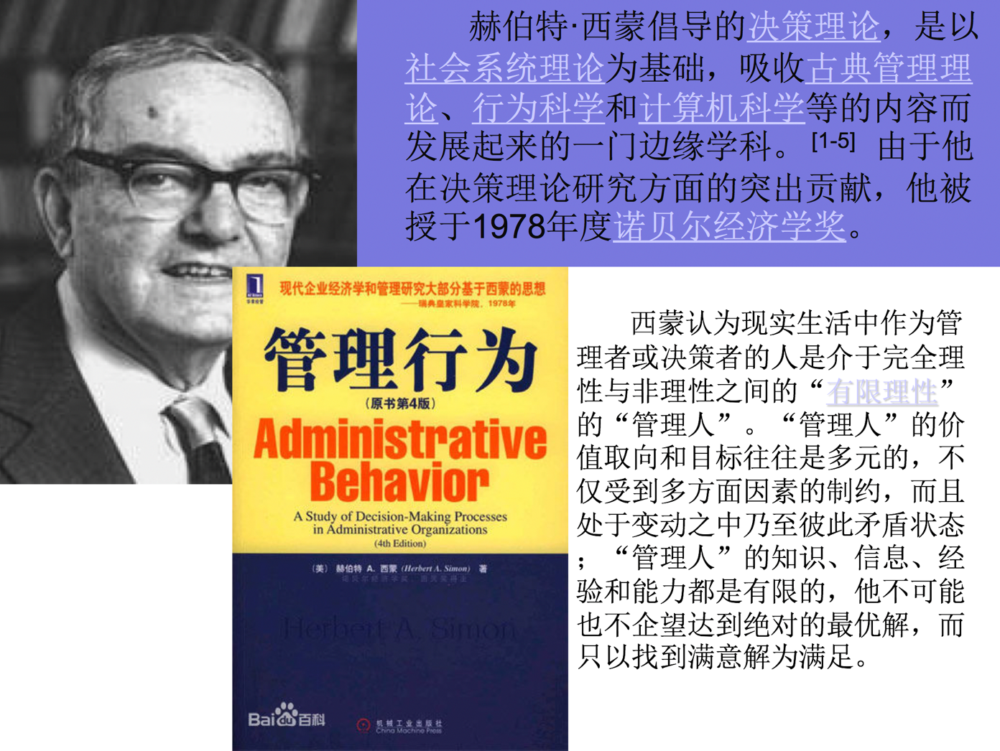 赫伯特·西蒙倡导的决策理论，是以
社会系统理论为基础，吸收古典管理理
论、行为科学和计算机科学等的内容而
发展起来的一门边缘学科。 [1-5] 由于他
在决策理论研究方面的突出贡献，他被
授于1978年度诺贝尔经济学奖。
现代企业经济学和管理研究大部分基于西蒙的思想
——瑞典皇家科学院，1978年
管理行为
（原书第4版）
Administrative
Behavior
A Study of Decision-Making Processes
in Administrative Organizations
(4th Edition)
（美） 赫伯特 A. 西蒙 (Herbert A. Simon) 著
Herbert A. Simon
Baidu百科
机械工业出版社
China Machine Press
西蒙认为现实生活中作为管
理者或决策者的人是介于完全理
性与非理性之间的“有限理性”
的“管理人”。“管理人”的价
值取向和目标往往是多元的，不
仅受到多方面因素的制约，而且
处于变动之中乃至彼此矛盾状态
；“管理人”的知识、信息、经
验和能力都是有限的，他不可能
也不企望达到绝对的最优解，而
只以找到满意解为满足。